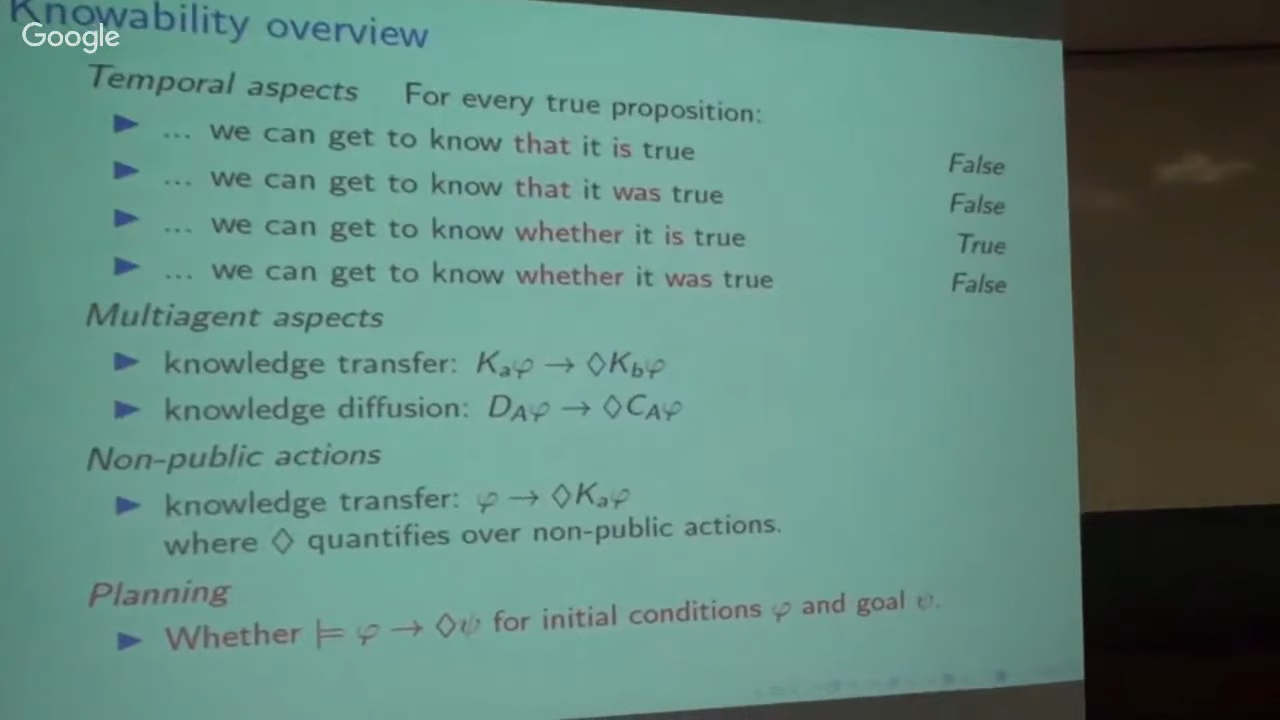 Knowability overview
Google
Temporal aspects For every true proposition:
▶ ... we can get to know that it is true False
▶ ... we can get to know that it was true False
▶ ... we can get to know whether it is true True
▶ ... we can get to know whether it was true False
Multiagent aspects
▶ knowledge transfer: Kₐφ → ◇K_bφ
▶ knowledge diffusion: D_Aφ → ◇C_Aφ
Non-public actions
▶ knowledge transfer: φ → ◇Kₐφ
where ◇ quantifies over non-public actions.
Planning
▶ Whether ⊨ φ → ◇ψ for initial conditions φ and goal ψ.